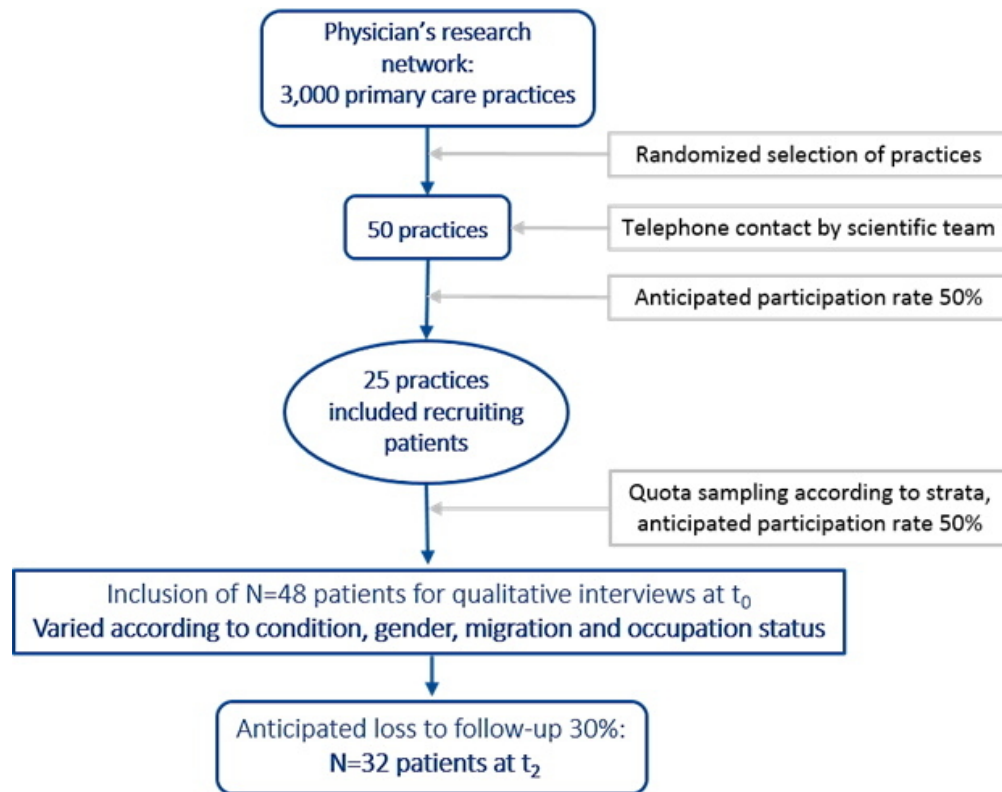 Physician's research
network:
3,000 primary care practices
Randomized selection of practices
50 practices
Telephone contact by scientific team
Anticipated participation rate 50%
25 practices
included recruiting
patients
Quota sampling according to strata,
anticipated participation rate 50%
Inclusion of N=48 patients for qualitative interviews at t₀
Varied according to condition, gender, migration and occupation status
Anticipated loss to follow-up 30%:
N=32 patients at t₂